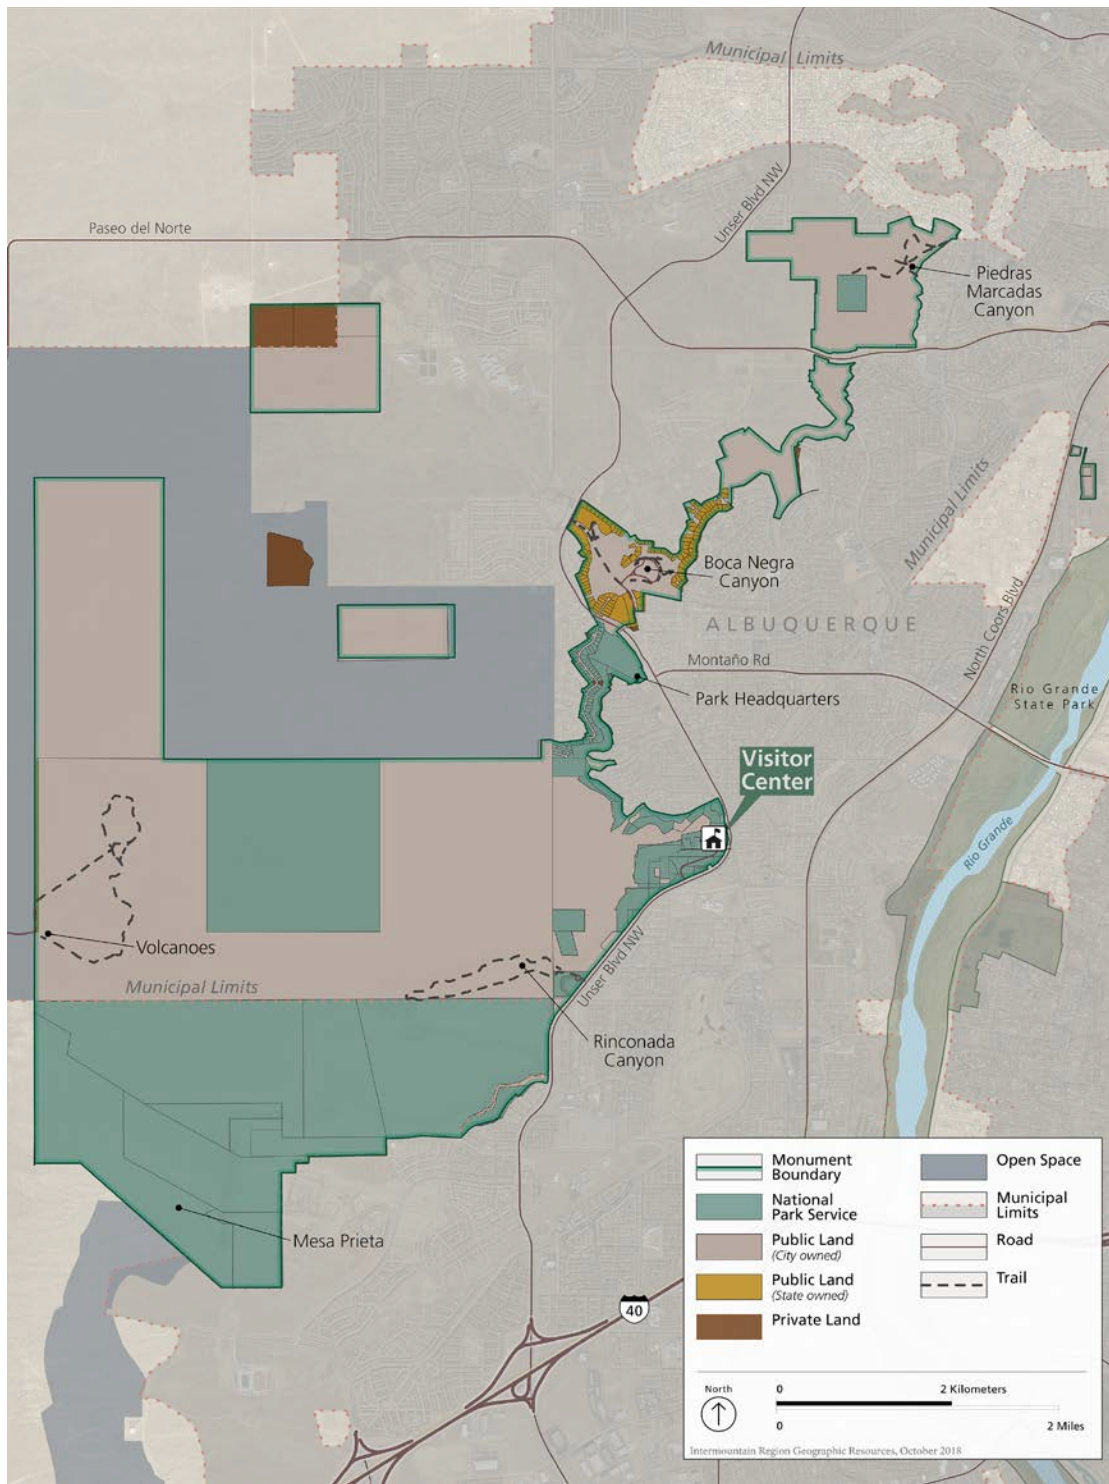 Municipal Limits
Unser Blvd NW
Paseo del Norte
Piedras
Marcadas
Canyon
Municipal Limits
Boca Negra
Canyon
ALBUQUERQUE
North Coors Blvd
Montaño Rd
Park Headquarters
Rio Grande
State Park
Visitor
Center
Rio Grande
Volcanoes
Municipal Limits
Unser Blvd NW
Rinconada
Canyon
Mesa Prieta
40
Monument
Boundary
National
Park Service
Public Land
(City owned)
Public Land
(State owned)
Private Land
Open Space
Municipal
Limits
Road
Trail
North
0
2 Kilometers
0
2 Miles
Intermountain Region Geographic Resources, October 2018